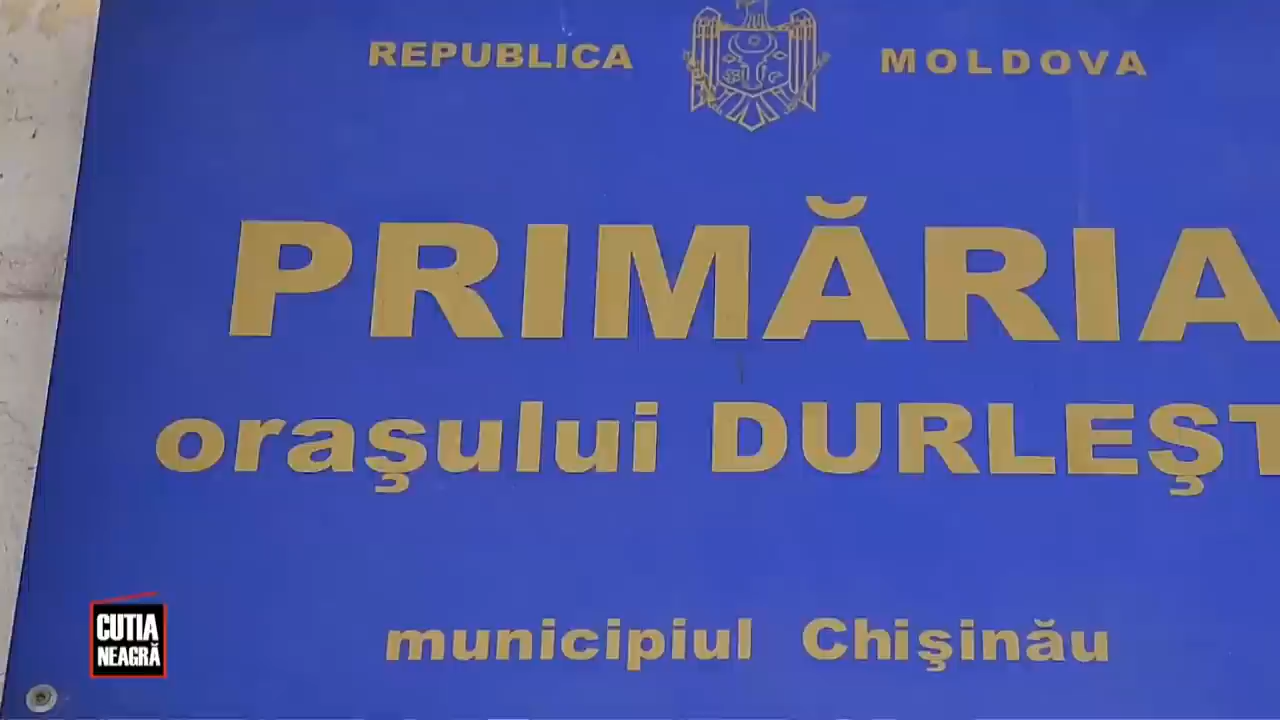 REPUBLICA MOLDOVA
PRIMĂRIA
oraşului DURLEŞT
municipiul Chişinău
CUTIA
NEAGRĂ